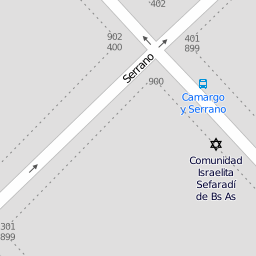 402
902
400
401
899
Serrano
900
Camargo
y Serrano
Comunidad
Israelita
Sefaradí
de Bs As
301
899